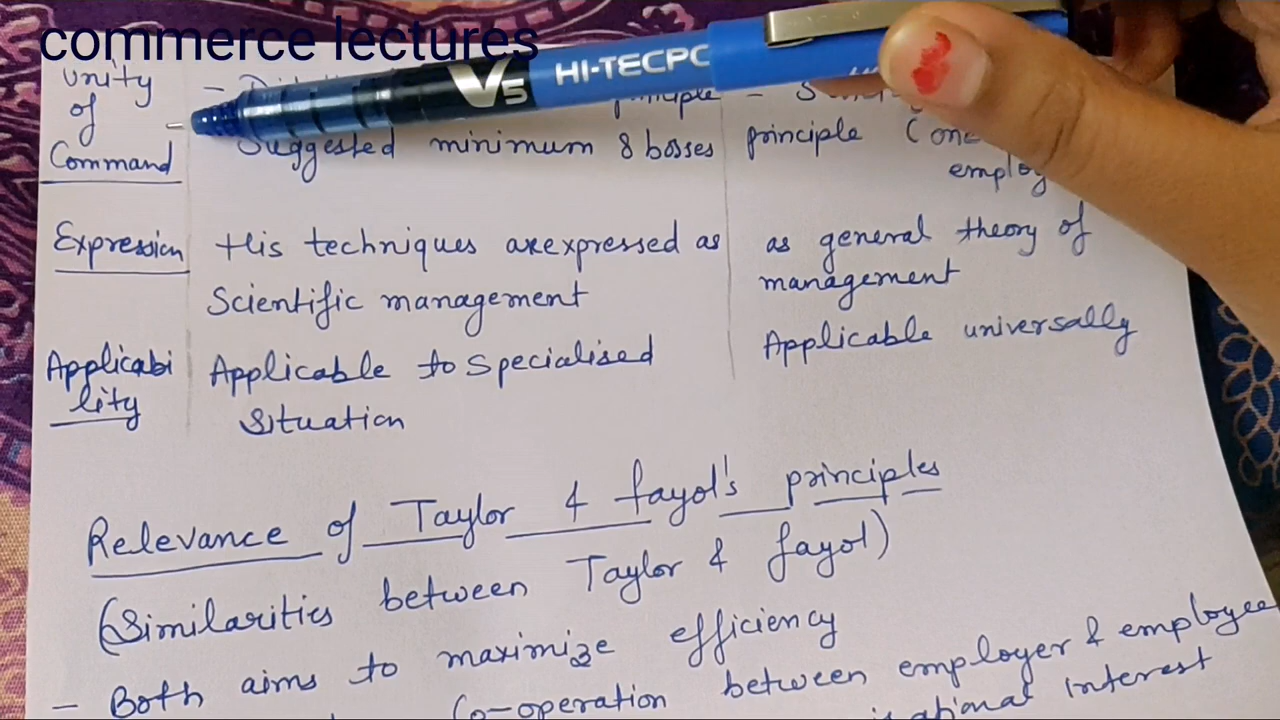 commerce lectures
V5 HI-TECPC
Unity
of
Command
principle -
Suggested minimum 8 bosses
principle
Expression
His techniques are expressed as
Scientific management
as general theory of
management
Applicabi
lity
Applicable to Specialised
Situation
Applicable universally
Relevance of Taylor & fayol's principles
(Similarities between Taylor & fayol)
- Both aims to maximize efficiency
Co-operation between employer & employee
interest